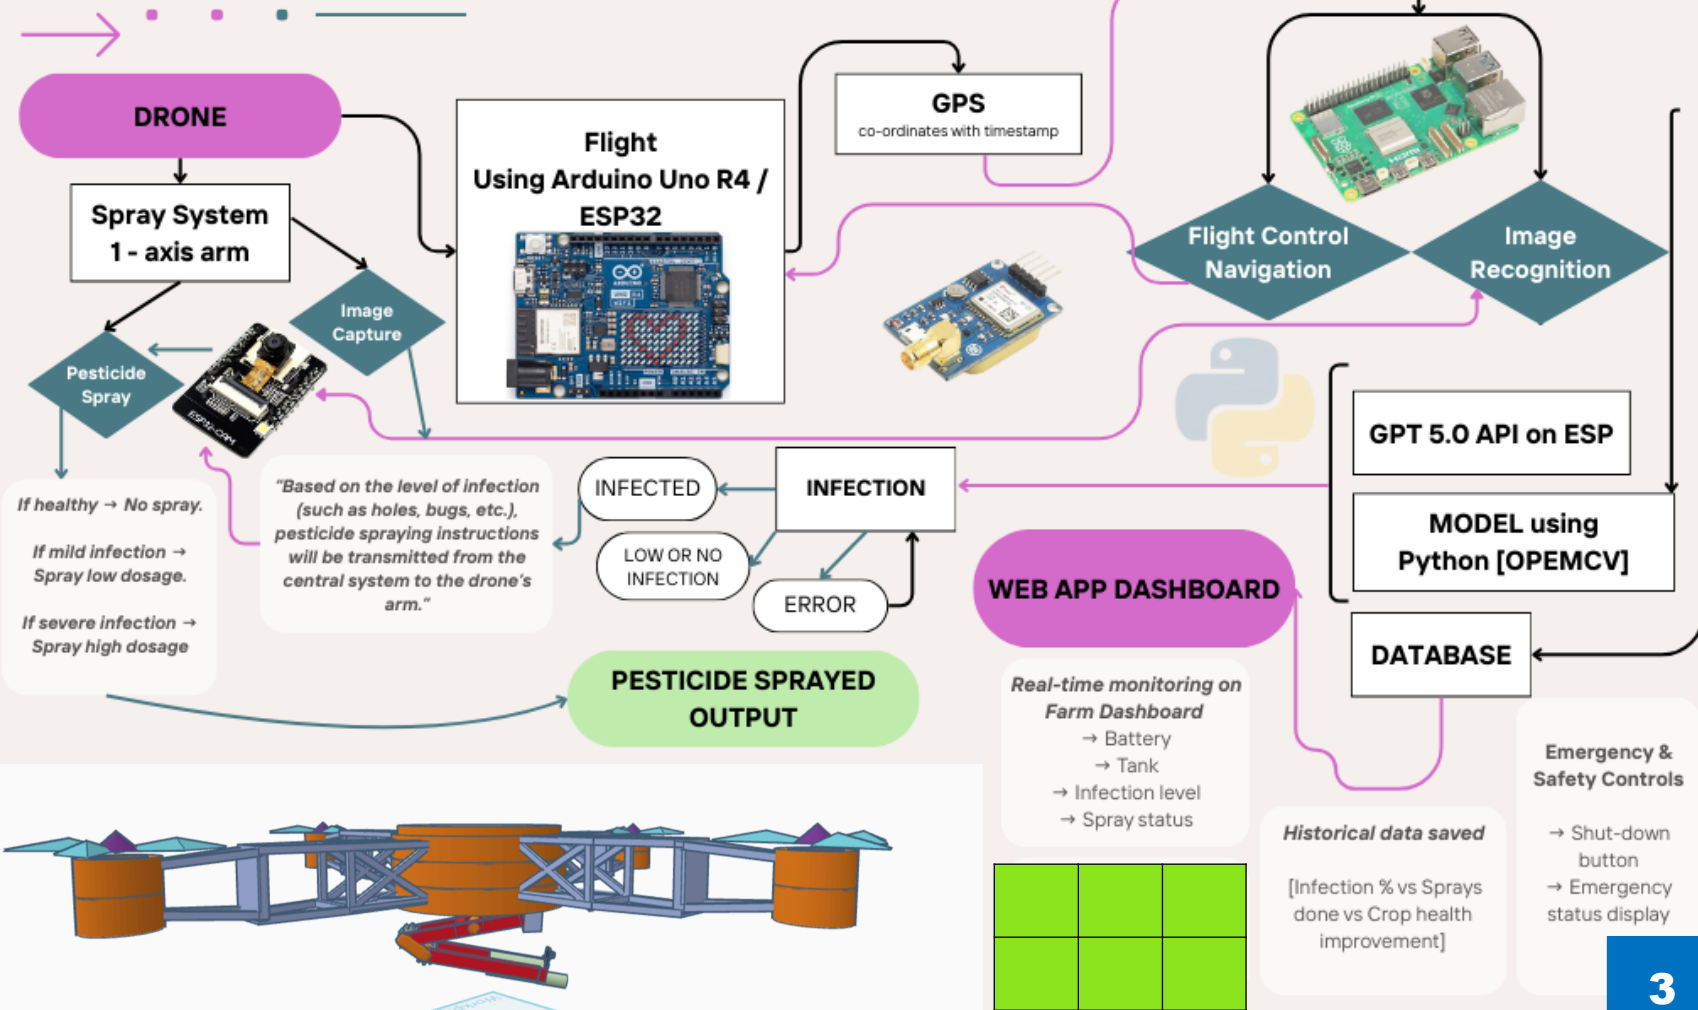 DRONE
Spray System
1 - axis arm
Flight
Using Arduino Uno R4 /
ESP32
GPS
co-ordinates with timestamp
Flight Control
Navigation
Image
Recognition
Image
Capture
Pesticide
Spray
ESP32-CAM
ARDUINO
HDMI
GPT 5.0 API on ESP
MODEL using
Python [OPEMCV]
INFECTION
INFECTED
LOW OR NO
INFECTION
ERROR
"Based on the level of infection
(such as holes, bugs, etc.),
pesticide spraying instructions
will be transmitted from the
central system to the drone's
arm."
If healthy → No spray.
If mild infection →
Spray low dosage.
If severe infection →
Spray high dosage
PESTICIDE SPRAYED
OUTPUT
WEB APP DASHBOARD
DATABASE
Real-time monitoring on
Farm Dashboard
→ Battery
→ Tank
→ Infection level
→ Spray status
Historical data saved
[Infection % vs Sprays
done vs Crop health
improvement]
Emergency &
Safety Controls
→ Shut-down
button
→ Emergency
status display
3